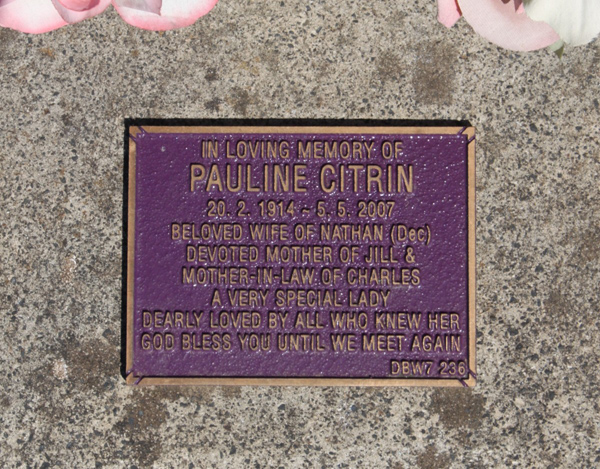 IN LOVING MEMORY OF
PAULINE CITRIN
20. 2. 1914 ~ 5. 5. 2007
BELOVED WIFE OF NATHAN (Dec)
DEVOTED MOTHER OF JILL &
MOTHER-IN-LAW OF CHARLES
A VERY SPECIAL LADY
DEARLY LOVED BY ALL WHO KNEW HER
GOD BLESS YOU UNTIL WE MEET AGAIN
DBW7 236